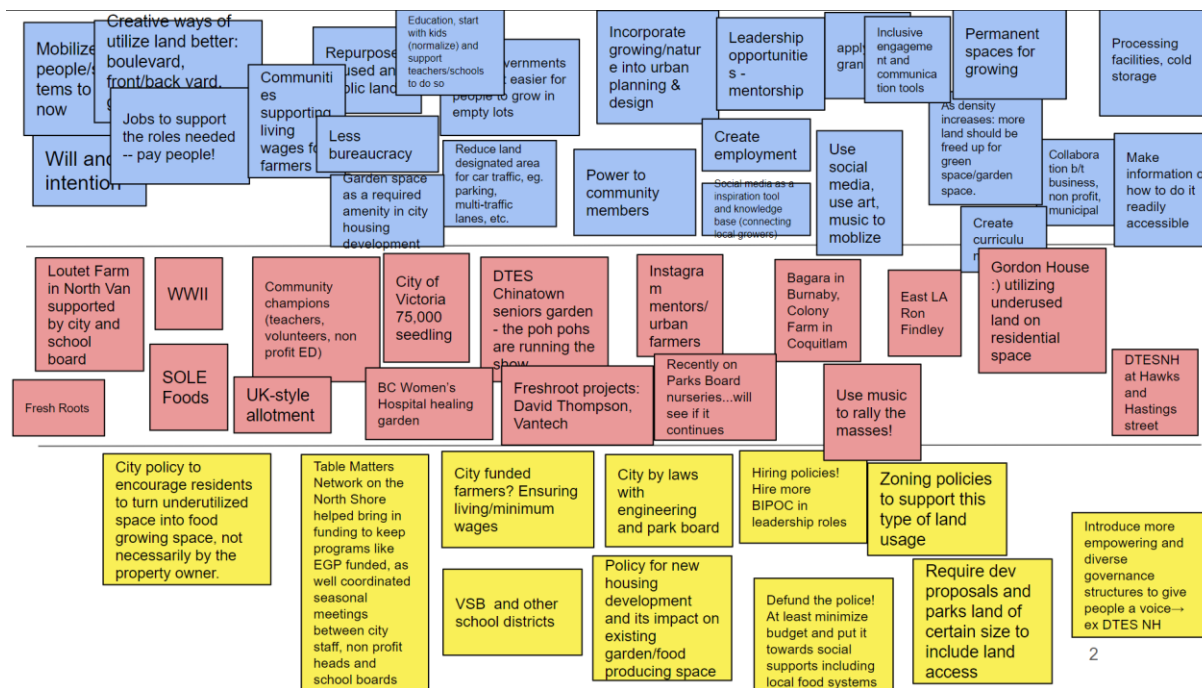 Mobilize
people/s
tems to
now
Creative ways of
utilize land better:
boulevard,
front/back yard,
Jobs to support
the roles needed
-- pay people!
Will and
intention
Communiti
es
supporting
living
wages fo
farmers
Repurpose
used an
lic lan
Education, start
with kids
(normalize) and
support
teachers/schools
to do so
Less
bureaucracy
Garden space
as a required
amenity in city
housing
development
vernments
easier for
people to grow in
empty lots
Reduce land
designated area
for car traffic, eg.
parking,
multi-traffic
lanes, etc.
Incorporate
growing/natur
e into urban
planning &
design
Power to
community
members
Leadership
opportunitie
s -
mentorship
Create
employment
Social media as a
inspiration tool
and knowledge
base (connecting
local growers)
apply
gran
Inclusive
engageme
nt and
communica
tion tools
Use
social
media,
use art,
music to
moblize
Permanent
spaces for
growing
As density
increases: more
land should be
freed up for
green
space/garden
space.
Create
curriculu
Collabora
tion b/t
business,
non profit,
municipal
Processing
facilities, cold
storage
Make
information o
how to do it
readily
accessible
Loutet Farm
in North Van
supported
by city and
school
board
Fresh Roots
WWII
SOLE
Foods
Community
champions
(teachers,
volunteers, non
profit ED)
UK-style
allotment
City of
Victoria
75,000
seedling
BC Women's
Hospital healing
garden
DTES
Chinatown
seniors garden
- the poh pohs
are running the
show
Freshroot projects:
David Thompson,
Vantech
Instagra
m
mentors/
urban
farmers
Recently on
Parks Board
nurseries...will
see if it
continues
Bagara in
Burnaby,
Colony
Farm in
Coquitlam
Use music
to rally the
masses!
East LA
Ron
Findley
Gordon House
:) utilizing
underused
land on
residential
space
DTESNH
at Hawks
and
Hastings
street
City policy to
encourage residents
to turn underutilized
space into food
growing space, not
necessarily by the
property owner.
Table Matters
Network on the
North Shore
helped bring in
funding to keep
programs like
EGP funded, as
well coordinated
seasonal
meetings
between city
staff, non profit
heads and
school boards
City funded
farmers? Ensuring
living/minimum
wages
VSB and other
school districts
City by laws
with
engineering
and park board
Policy for new
housing
development
and its impact on
existing
garden/food
producing space
Hiring policies!
Hire more
BIPOC in
leadership roles
Defund the police!
At least minimize
budget and put it
towards social
supports including
local food systems
Zoning policies
to support this
type of land
usage
Require dev
proposals and
parks land of
certain size to
include land
access
Introduce more
empowering and
diverse
governance
structures to give
people a voice→
ex DTES NH
2